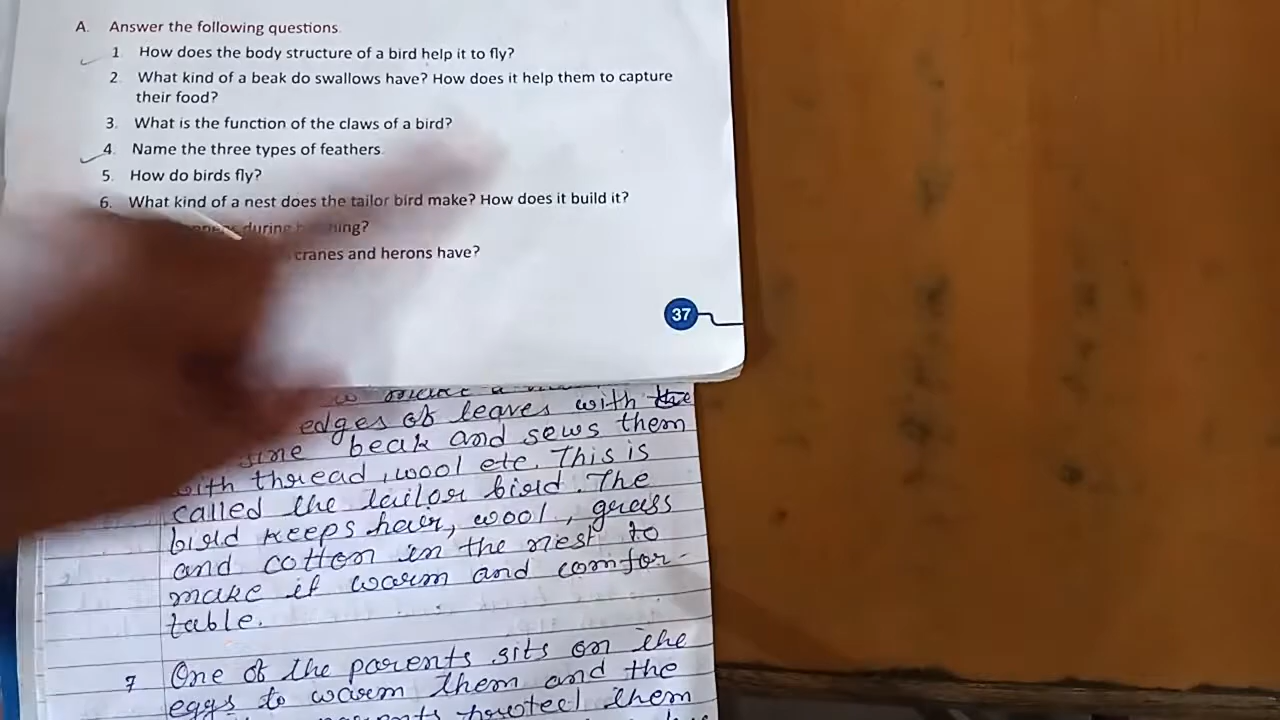 A. Answer the following questions.
1. How does the body structure of a bird help it to fly?
2. What kind of a beak do swallows have? How does it help them to capture
their food?
3. What is the function of the claws of a bird?
4. Name the three types of feathers.
5. How do birds fly?
6. What kind of a nest does the tailor bird make? How does it build it?
during
cranes and herons have?
37
edges of leaves with the
beak and sews them
with thread, wool etc. This is
called the tailor bird. The
bird keeps hair, wool, grass
and cotton in the nest to
make it warm and comfor-
table.
7 One of the parents sits on the
eggs to warm them and the
protect them